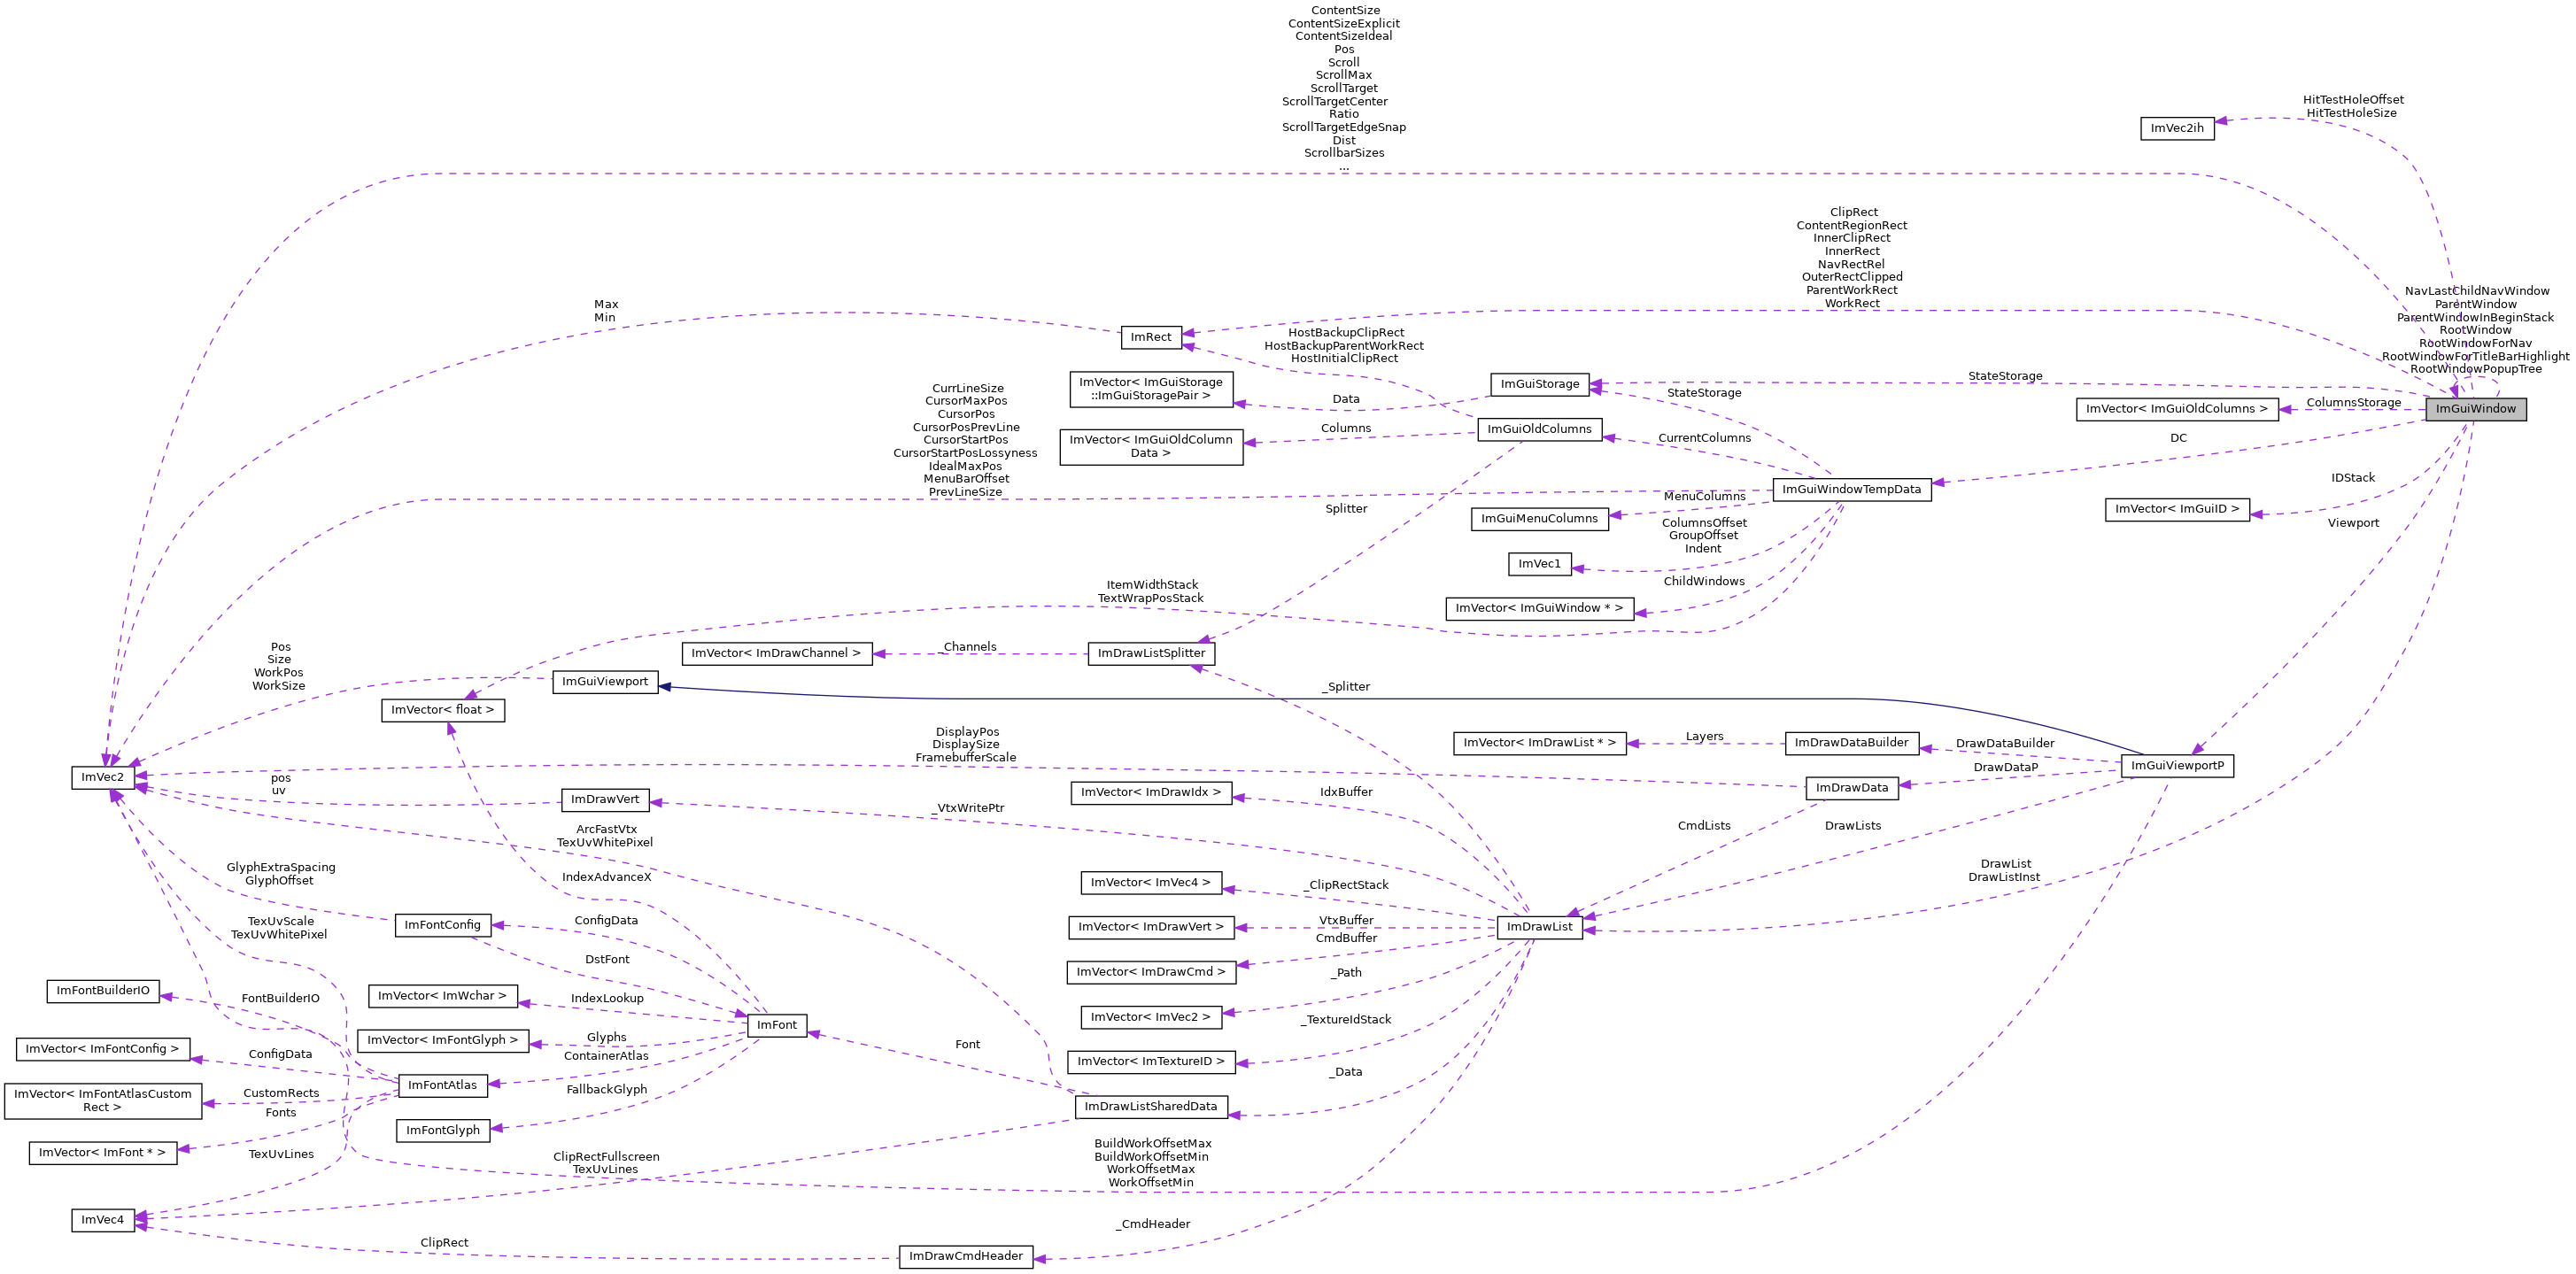 ContentSize
ContentSizeExplicit
ContentSizeIdeal
Pos
Scroll
ScrollMax
ScrollTarget
ScrollTargetCenter
Ratio
ScrollTargetEdgeSnap
Dist
ScrollbarSizes
...
HitTestHoleOffset
HitTestHoleSize
ImVec2ih
ClipRect
ContentRegionRect
InnerClipRect
InnerRect
NavRectRel
OuterRectClipped
ParentWorkRect
WorkRect
NavLastChildNavWindow
ParentWindow
ParentWindowInBeginStack
RootWindow
RootWindowForNav
RootWindowForTitleBarHighlight
RootWindowPopupTree
Max
Min
ImRect
HostBackupClipRect
HostBackupParentWorkRect
HostInitialClipRect
ImVector< ImGuiStorage
::ImGuiStoragePair >
Data
ImGuiStorage
StateStorage
StateStorage
ImVector< ImGuiOldColumns >
ColumnsStorage
ImGuiWindow
CurrLineSize
CursorMaxPos
CursorPos
CursorPosPrevLine
CursorStartPos
CursorStartPosLossyness
IdealMaxPos
MenuBarOffset
PrevLineSize
ImVector< ImGuiOldColumn
Data >
Columns
ImGuiOldColumns
CurrentColumns
DC
ImGuiWindowTempData
IDStack
ImVector< ImGuiID >
Viewport
Splitter
MenuColumns
ImGuiMenuColumns
ColumnsOffset
GroupOffset
Indent
ImVec1
ChildWindows
ImVector< ImGuiWindow * >
ItemWidthStack
TextWrapPosStack
Pos
Size
WorkPos
WorkSize
ImVector< ImDrawChannel >
_Channels
ImDrawListSplitter
ImGuiViewport
_Splitter
ImVector< float >
DisplayPos
DisplaySize
FramebufferScale
ImVector< ImDrawList * >
Layers
ImDrawDataBuilder
DrawDataBuilder
ImGuiViewportP
DrawDataP
ImVec2
pos
uv
ImDrawVert
_VtxWritePtr
ImVector< ImDrawIdx >
IdxBuffer
ImDrawData
CmdLists
DrawLists
ArcFastVtx
TexUvWhitePixel
GlyphExtraSpacing
GlyphOffset
IndexAdvanceX
ImVector< ImVec4 >
_ClipRectStack
DrawList
DrawListInst
TexUvScale
TexUvWhitePixel
ImFontConfig
ConfigData
ImVector< ImDrawVert >
VtxBuffer
ImDrawList
CmdBuffer
DstFont
ImVector< ImDrawCmd >
_Path
ImFontBuilderIO
FontBuilderIO
ImVector< ImWchar >
IndexLookup
ImFont
ImVector< ImVec2 >
_TextureIdStack
ImVector< ImFontGlyph >
Glyphs
ImVector< ImFontConfig >
ConfigData
ContainerAtlas
Font
ImVector< ImTextureID >
_Data
ImFontAtlas
FallbackGlyph
ImVector< ImFontAtlasCustom
Rect >
CustomRects
Fonts
ImDrawListSharedData
ImFontGlyph
ImVector< ImFont * >
TexUvLines
ClipRectFullscreen
TexUvLines
BuildWorkOffsetMax
BuildWorkOffsetMin
WorkOffsetMax
WorkOffsetMin
ImVec4
_CmdHeader
ClipRect
ImDrawCmdHeader